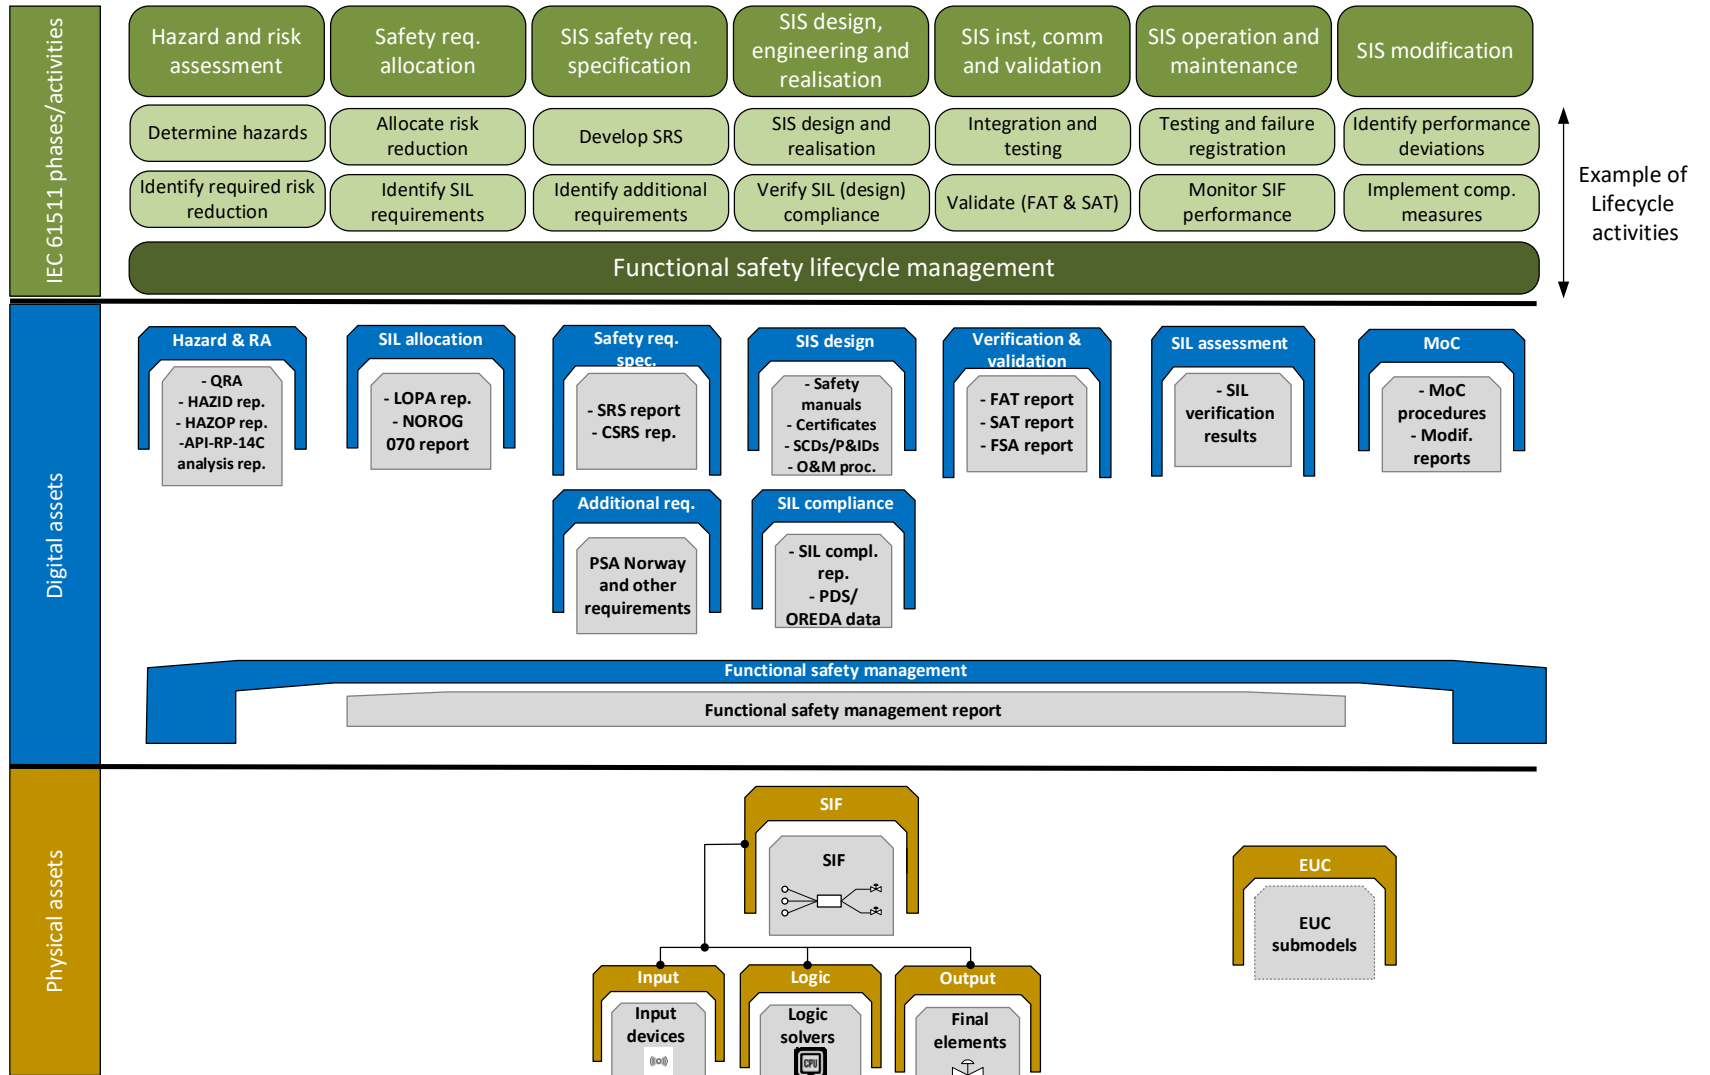 IEC 61511 phases/activities
Hazard and risk
assessment
Safety req.
allocation
SIS safety req.
specification
SIS design,
engineering and
realisation
SIS inst, comm
and validation
SIS operation and
maintenance
SIS modification
Determine hazards
Allocate risk
reduction
Develop SRS
SIS design and
realisation
Integration and
testing
Testing and failure
registration
Identify performance
deviations
Identify required risk
reduction
Identify SIL
requirements
Identify additional
requirements
Verify SIL (design)
compliance
Validate (FAT & SAT)
Monitor SIF
performance
Implement comp.
measures
Example of
Lifecycle
activities
Functional safety lifecycle management
Digital assets
Hazard & RA
- QRA
- HAZID rep.
- HAZOP rep.
-API-RP-14C
analysis rep.
SIL allocation
- LOPA rep.
- NOROG
070 report
Safety req.
spec.
- SRS report
- CSRS rep.
SIS design
- Safety
manuals
- Certificates
- SCDs/P&IDs
- O&M proc.
Verification &
validation
- FAT report
- SAT report
- FSA report
SIL assessment
- SIL
verification
results
MoC
- MoC
procedures
- Modif.
reports
Additional req.
PSA Norway
and other
requirements
SIL compliance
- SIL compl.
rep.
- PDS/
OREDA data
Functional safety management
Functional safety management report
Physical assets
SIF
SIF
EUC
EUC
submodels
Input
Input
devices
Logic
Logic
solvers
CPU
Output
Final
elements